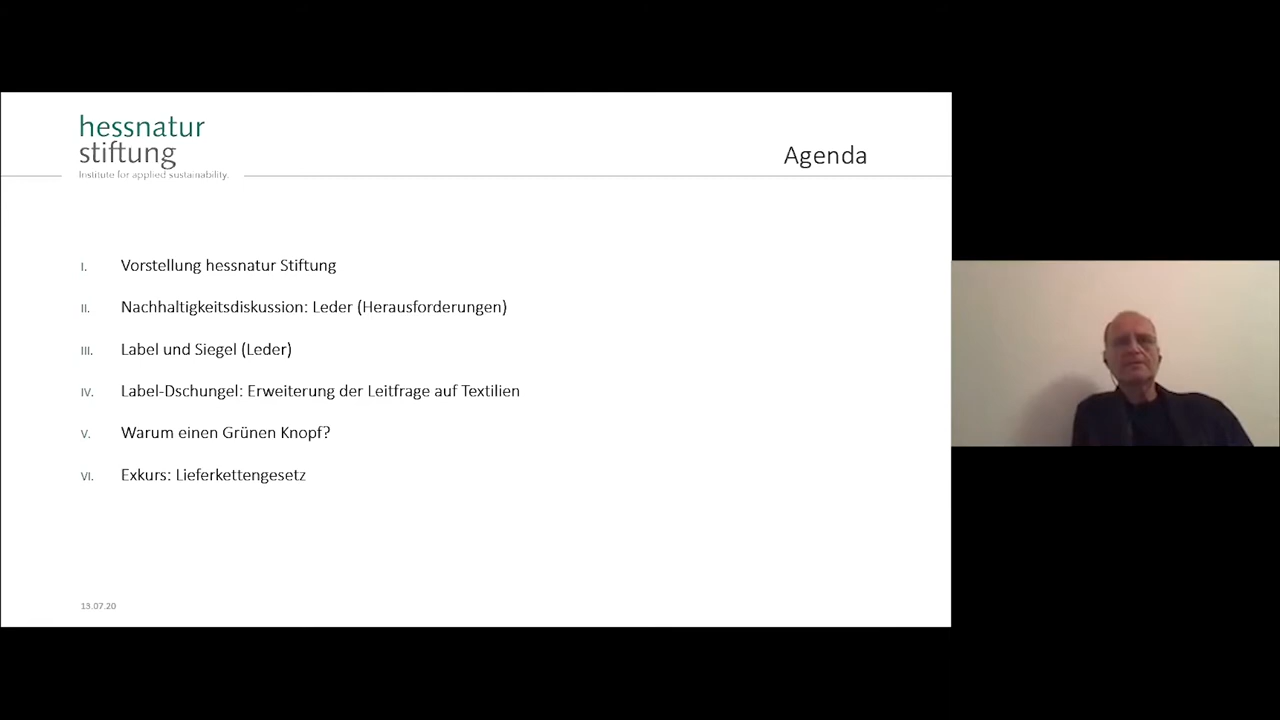 hessnatur
stiftung
Institute for applied sustainability.
Agenda
I. Vorstellung hessnatur Stiftung
II. Nachhaltigkeitsdiskussion: Leder (Herausforderungen)
III. Label und Siegel (Leder)
IV. Label-Dschungel: Erweiterung der Leitfrage auf Textilien
V. Warum einen Grünen Knopf?
VI. Exkurs: Lieferkettengesetz
13.07.20